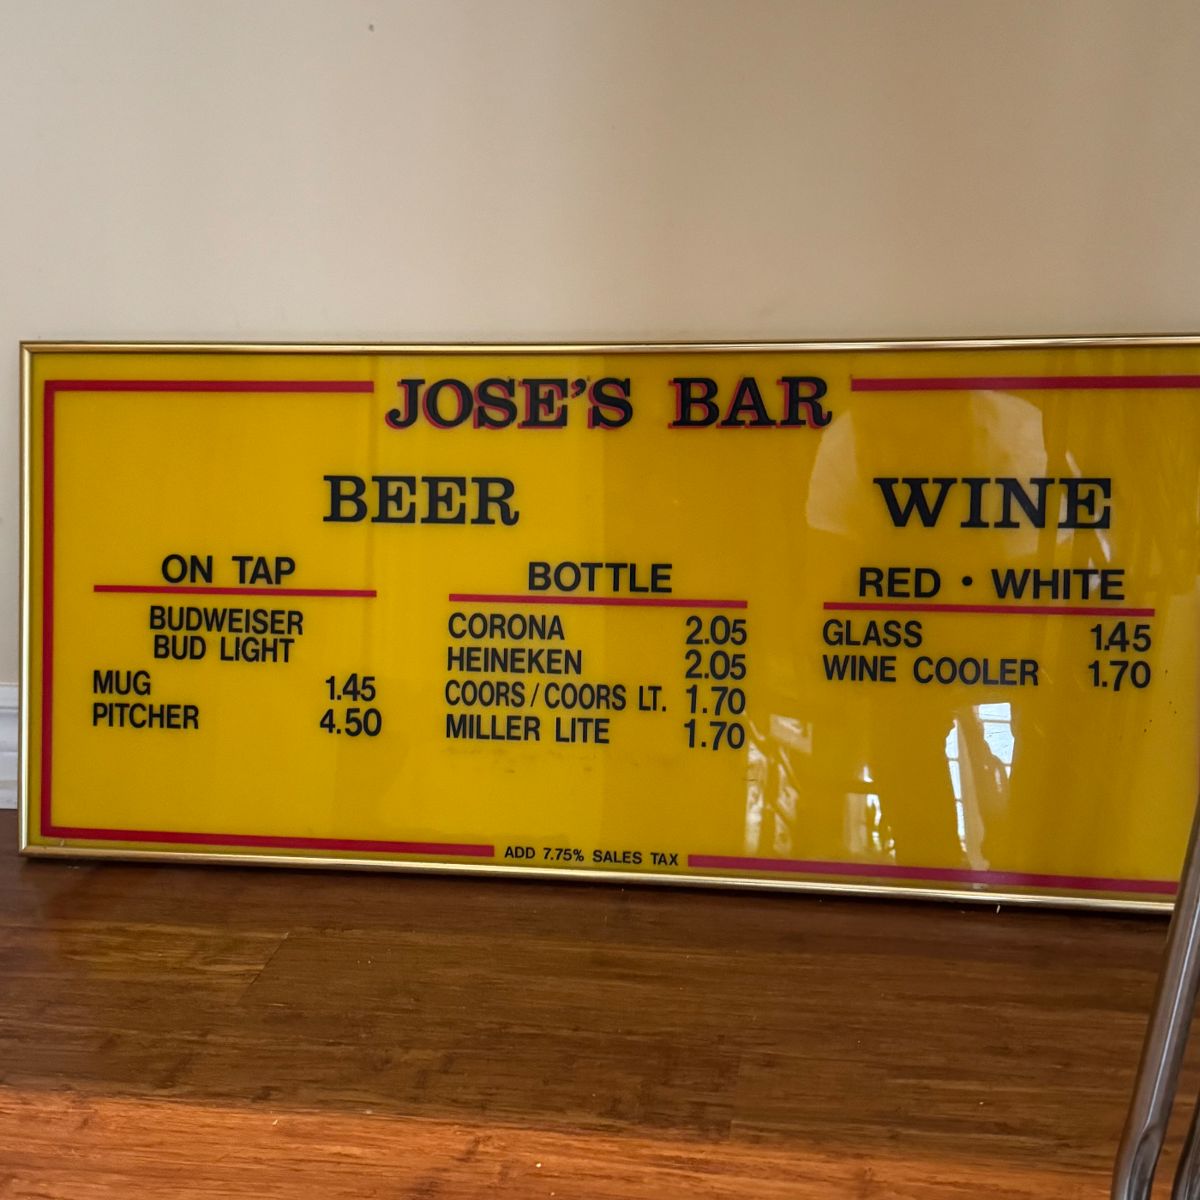 JOSE'S BAR
BEER
ON TAP
BUDWEISER
BUD LIGHT
MUG 1.45
PITCHER 4.50
BOTTLE
CORONA 2.05
HEINEKEN 2.05
COORS / COORS LT. 1.70
MILLER LITE 1.70
WINE
RED • WHITE
GLASS 1.45
WINE COOLER 1.70
ADD 7.75% SALES TAX